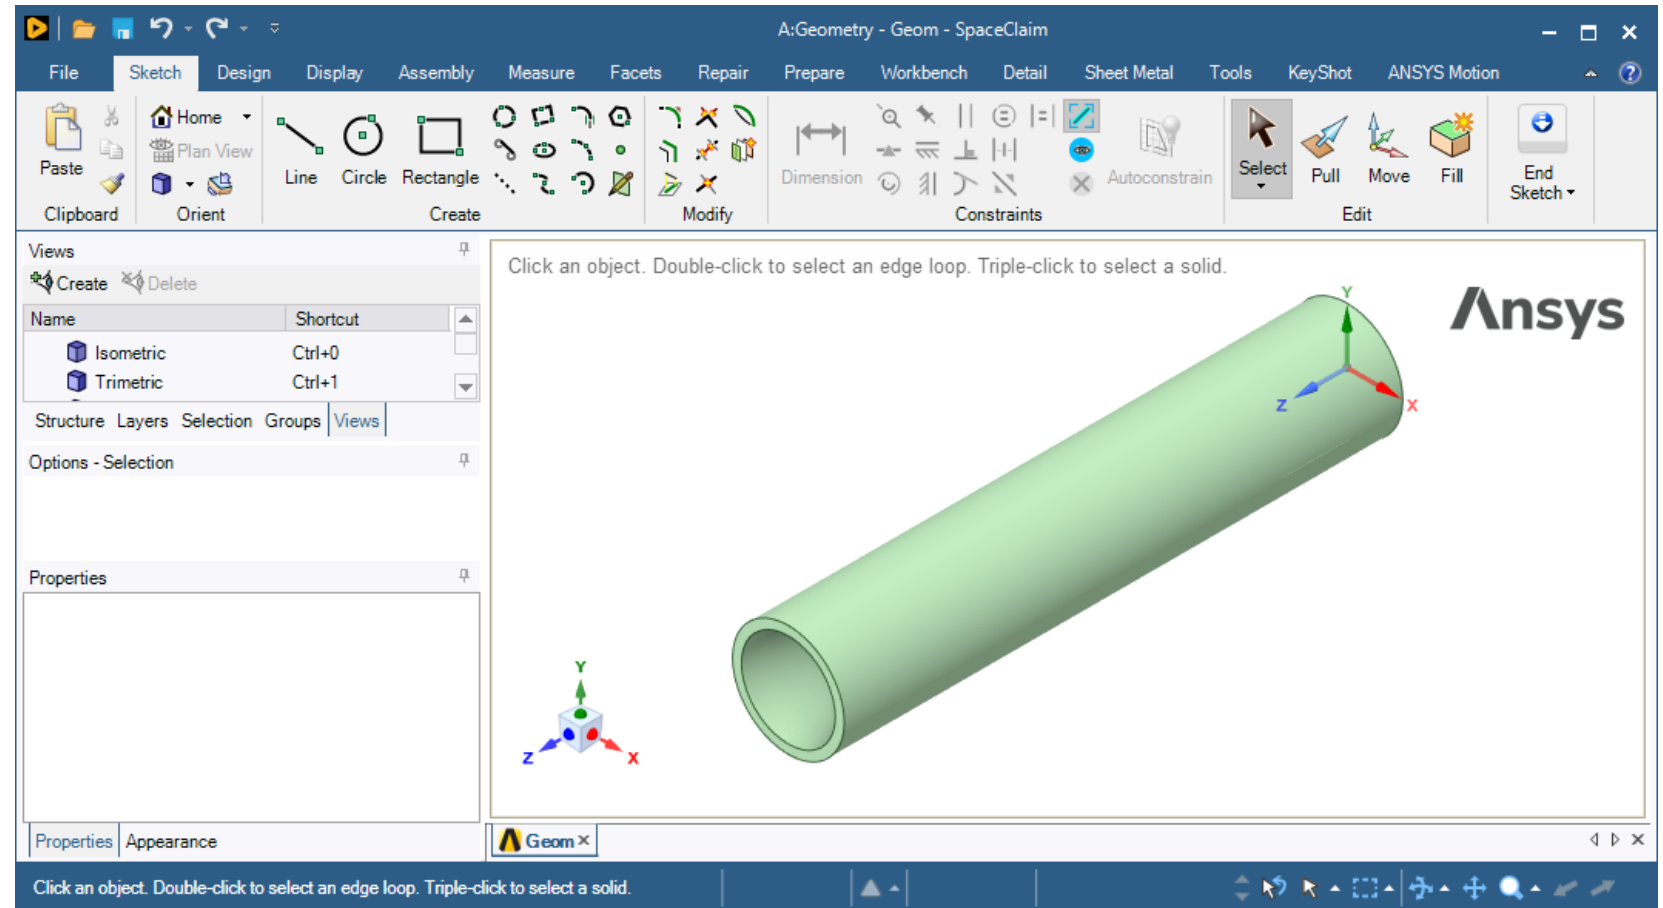 A:Geometry - Geom - SpaceClaim
File Sketch Design Display Assembly Measure Facets Repair Prepare Workbench Detail Sheet Metal Tools KeyShot ANSYS Motion
Paste
Home
Plan View
Line Circle Rectangle
Dimension
Autoconstrain
Select
Pull Move Fill
End
Sketch
Clipboard Orient Create Modify Constraints Edit
Views
Create Delete
Name Shortcut
Isometric Ctrl+0
Trimetric Ctrl+1
Structure Layers Selection Groups Views
Options - Selection
Properties
Properties Appearance
Click an object. Double-click to select an edge loop. Triple-click to select a solid.
Ansys
Y
Z
X
Y
Z
X
Geom
Click an object. Double-click to select an edge loop. Triple-click to select a solid.